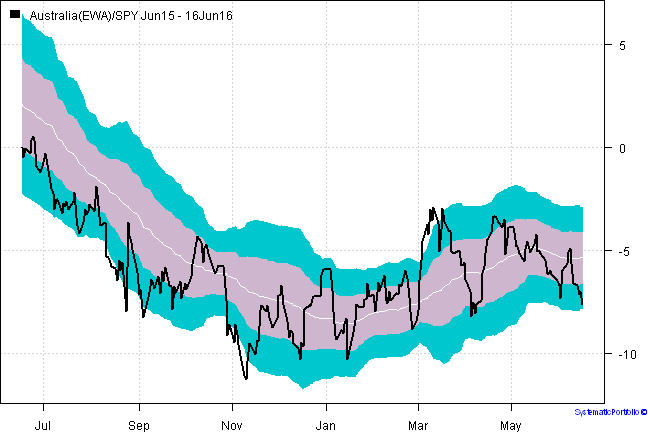 Australia(EWA)/SPY Jun15 - 16Jun16
5
0
-5
-10
Jul Sep Nov Jan Mar May
SystematicPortfolio ©